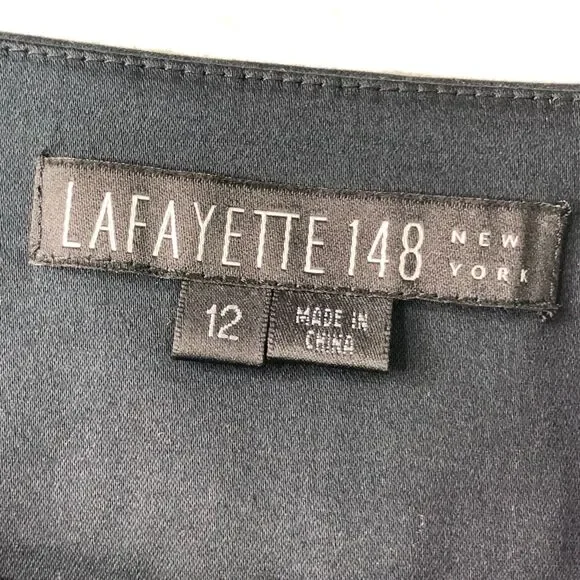 LAFAYETTE 148 NEW YORK
12
MADE IN
CHINA